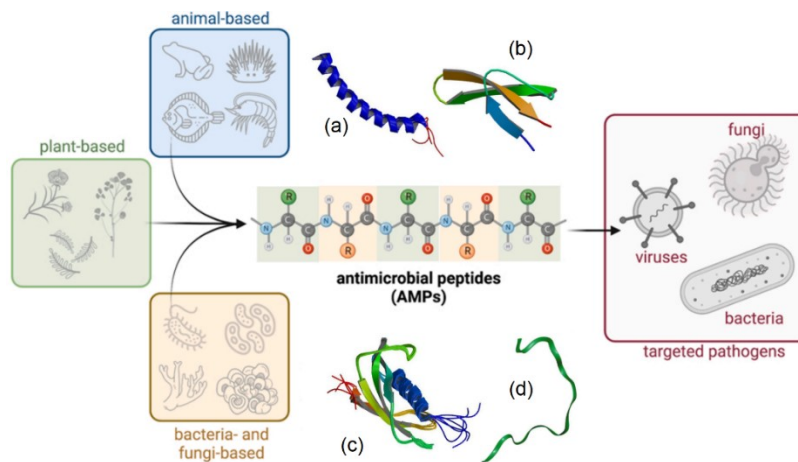 animal-based
(a)
(b)
plant-based
fungi
viruses
bacteria
targeted pathogens
R C O R C O R
N H C H N C H N C H N C H N C
H O R H O R H O
antimicrobial peptides
(AMPs)
bacteria- and
fungi-based
(c)
(d)